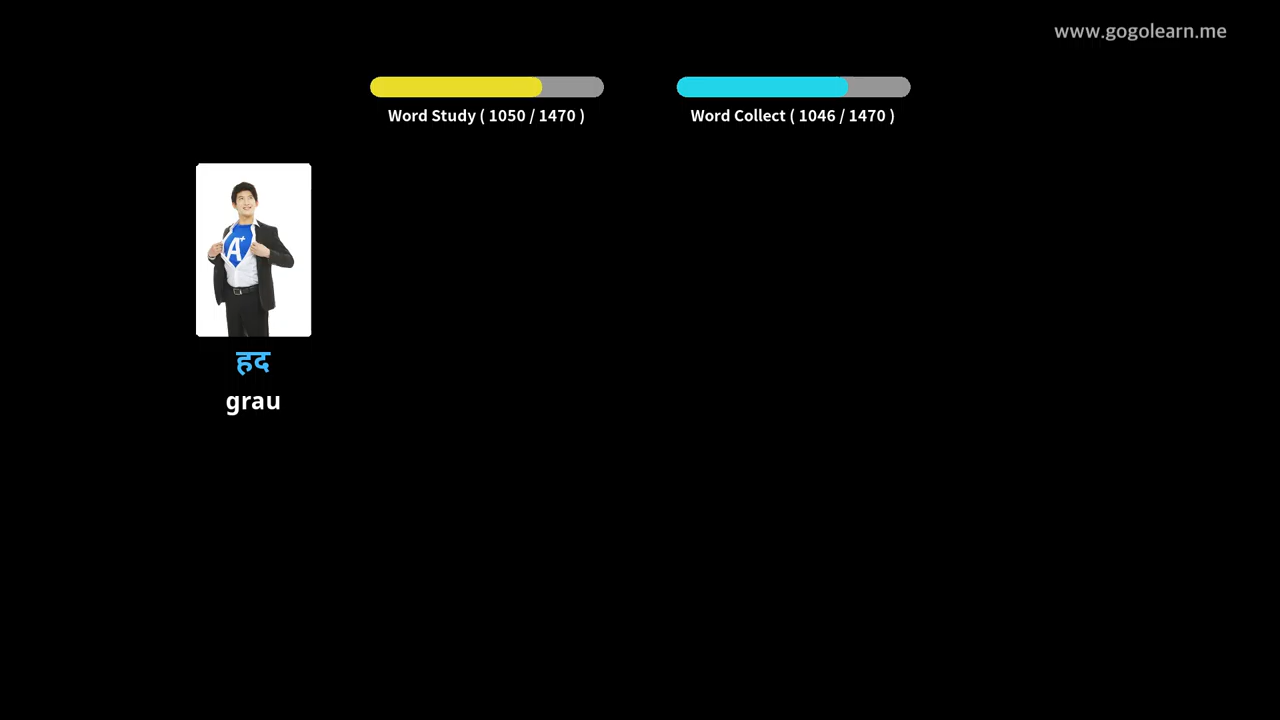 www.gogolearn.me
Word Study ( 1050 / 1470 )
Word Collect ( 1046 / 1470 )
A+
हद
grau